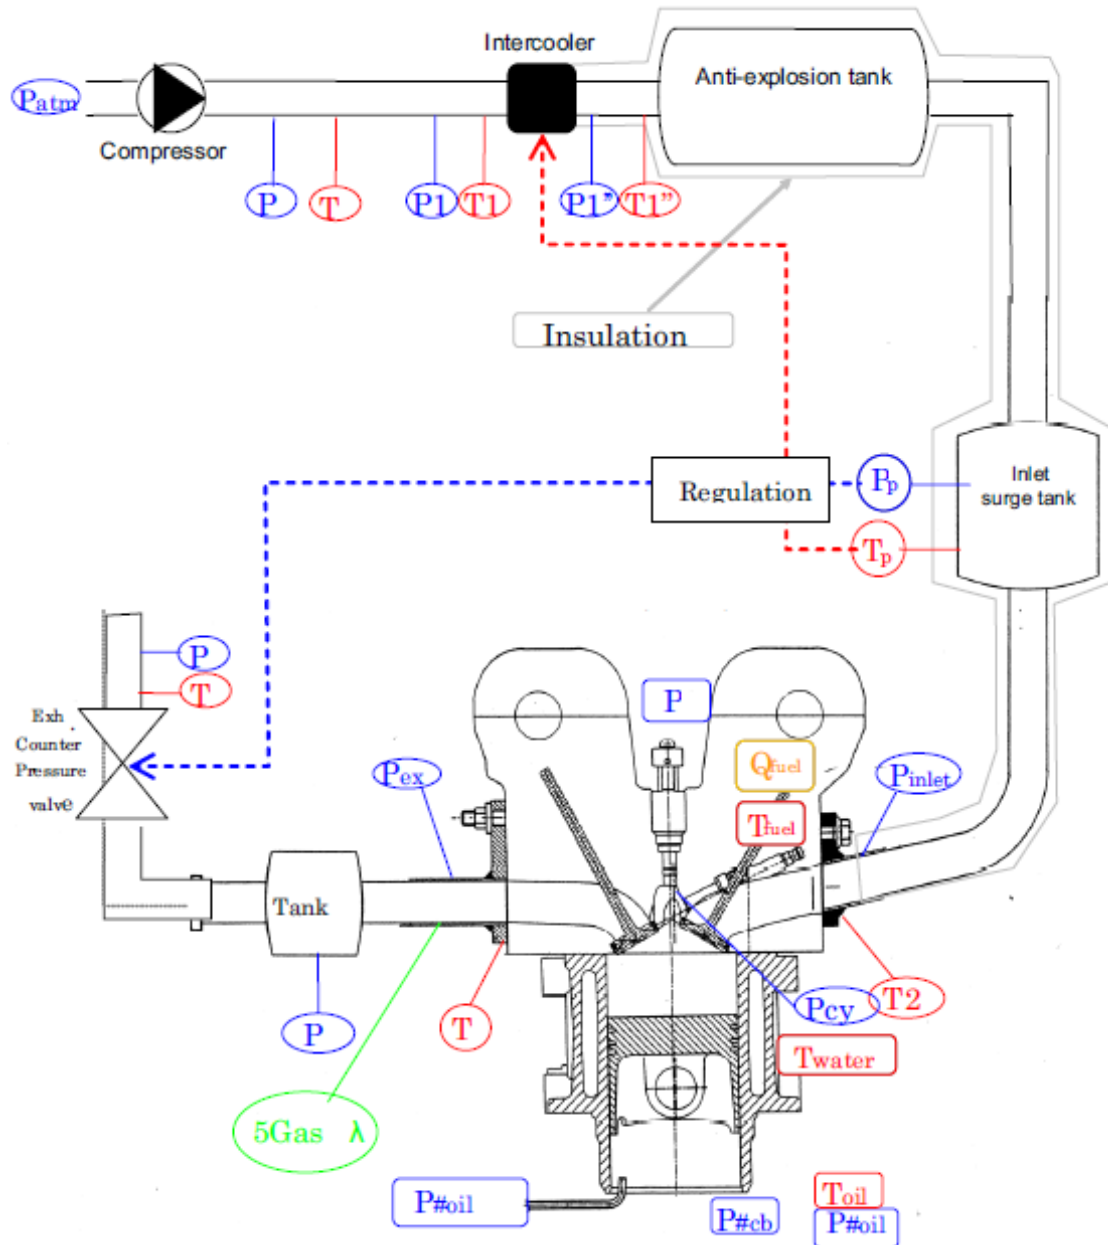 Intercooler
Anti-explosion tank
Patm
Compressor
P
T
P1
T1
P1"
T1"
Insulation
Regulation
Pp
Inlet
surge tank
Tp
P
T
Exh
Counter
Pressure
valve
P
Qfuel
Pex
Pinlet
Tfuel
Tank
Pcy
T2
P
T
Twater
5Gas λ
P#oil
P#cb
Toil
P#oil